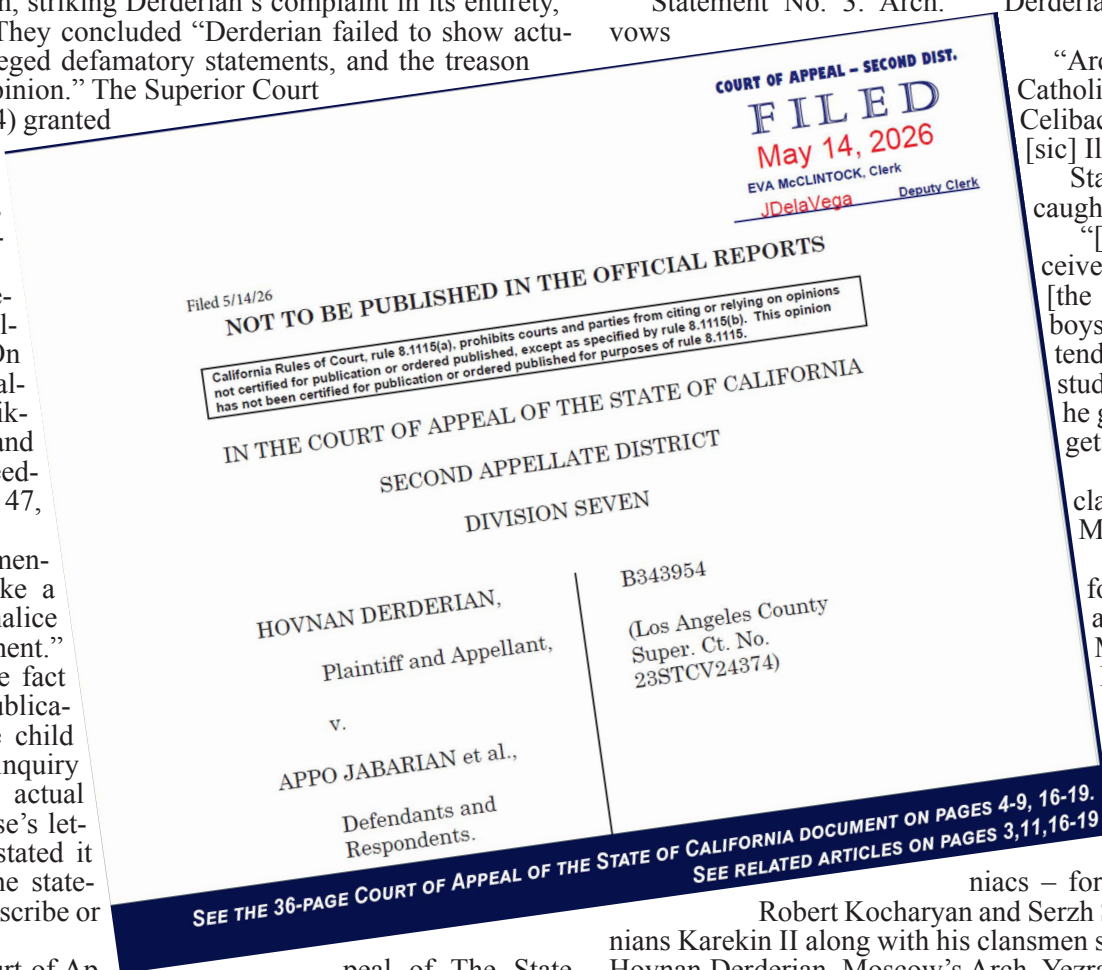 n, striking Derderian's complaint in its entirety,
They concluded “Derderian failed to show actu-
eged defamatory statements, and the treason
pinion.” The Superior Court
4) granted
e-
l-
On
al-
ik-
and
eed-
47,
men-
ke a
alice
ment.”
e fact
ublica-
e child
inquiry
actual
se's let-
stated it
he state-
scribe or
urt of Ap-
peal of The State
Statement No. 3: Arch.
vows
COURT OF APPEAL – SECOND DIST.
FILED
May 14, 2026
EVA McCLINTOCK, Clerk
JDelaVega Deputy Clerk
Filed 5/14/26
NOT TO BE PUBLISHED IN THE OFFICIAL REPORTS
California Rules of Court, rule 8.1115(a), prohibits courts and parties from citing or relying on opinions
not certified for publication or ordered published, except as specified by rule 8.1115(b). This opinion
has not been certified for publication or ordered published for purposes of rule 8.1115.
IN THE COURT OF APPEAL OF THE STATE OF CALIFORNIA
SECOND APPELLATE DISTRICT
DIVISION SEVEN
HOVNAN DERDERIAN,
Plaintiff and Appellant,
v.
APPO JABARIAN et al.,
Defendants and
Respondents.
B343954
(Los Angeles County
Super. Ct. No.
23STCV24374)
SEE THE 36-PAGE COURT OF APPEAL OF THE STATE OF CALIFORNIA DOCUMENT ON PAGES 4-9, 16-19.
SEE RELATED ARTICLES ON PAGES 3,11,16-19
niacs – for
Robert Kocharyan and Serzh S
nians Karekin II along with his clansmen s
Hovnan Derderian, Moscow's Arch. Yezra
Derderia
“Arc
Catholi
Celibac
[sic] Il
Sta
caugh
“[
ceive
[the
boys
tend
stud
he g
get
cla
M
fo
a
M